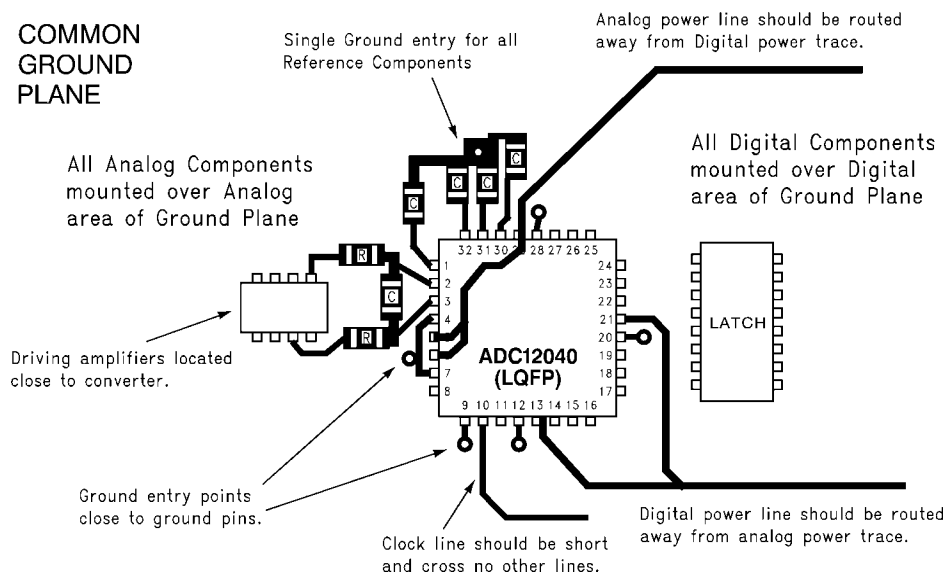 COMMON
GROUND
PLANE
Single Ground entry for all
Reference Components
Analog power line should be routed
away from Digital power trace.
All Analog Components
mounted over Analog
area of Ground Plane
All Digital Components
mounted over Digital
area of Ground Plane
C
C
C
C
R
C
R
32 31 30 28 27 26 25
1
2
3
4
7
8
24
23
22
21
20
19
18
17
ADC12040
(LQFP)
9 10 11 12 13 14 15 16
LATCH
Driving amplifiers located
close to converter.
Ground entry points
close to ground pins.
Clock line should be short
and cross no other lines.
Digital power line should be routed
away from analog power trace.